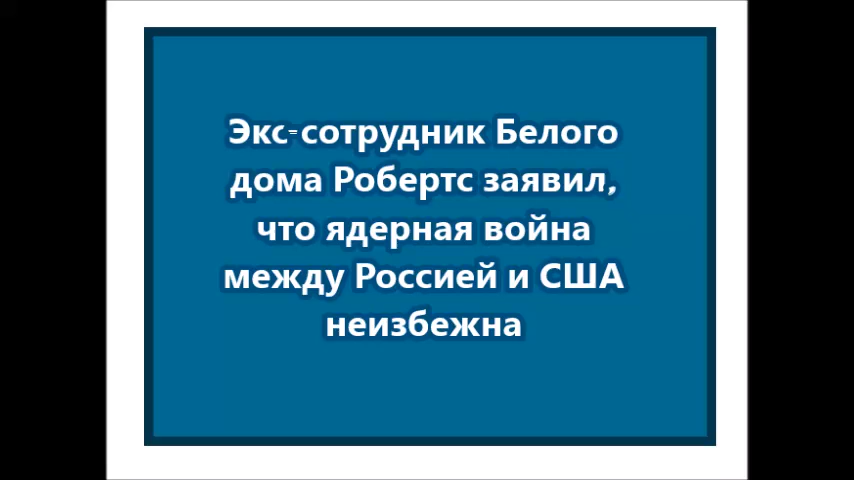 Экс-сотрудник Белого
дома Робертс заявил,
что ядерная война
между Россией и США
неизбежна